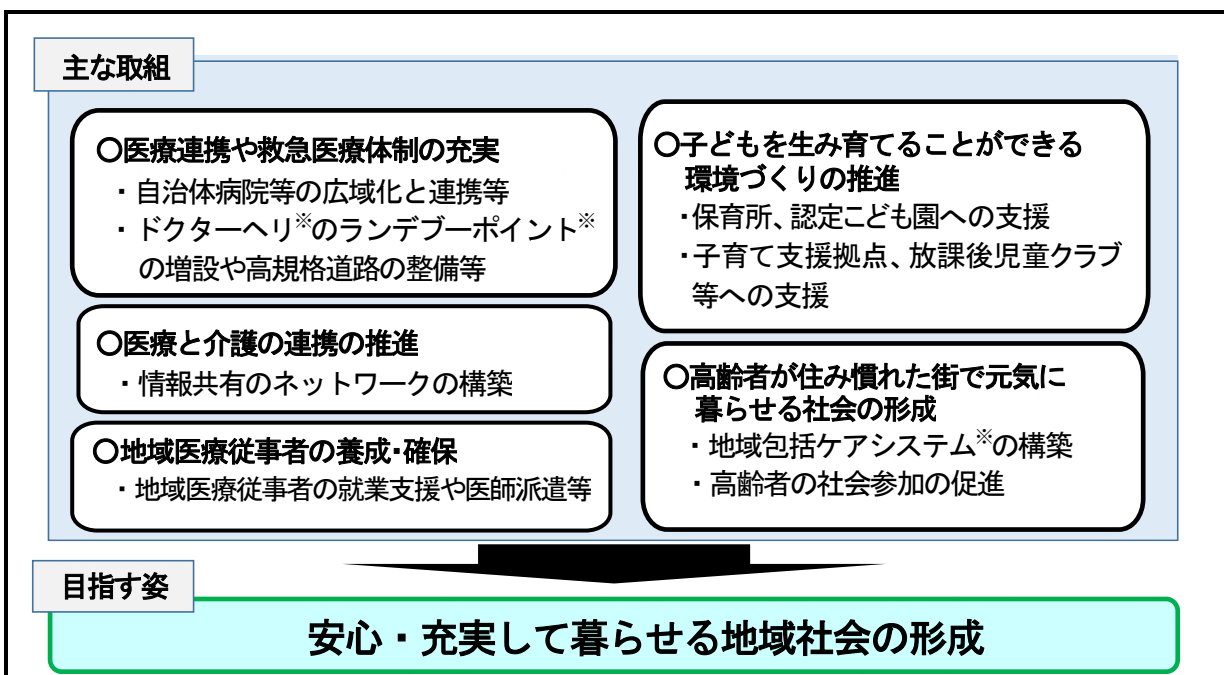 主な取組
〇医療連携や救急医療体制の充実
・自治体病院等の広域化と連携等
・ドクターヘリ※のランデブーポイント※
の増設や高規格道路の整備等
〇医療と介護の連携の推進
・情報共有のネットワークの構築
〇地域医療従事者の養成・確保
・地域医療従事者の就業支援や医師派遣等
〇子どもを生み育てることができる
環境づくりの推進
・保育所、認定こども園への支援
・子育て支援拠点、放課後児童クラブ
等への支援
〇高齢者が住み慣れた街で元気に
暮らせる社会の形成
・地域包括ケアシステム※の構築
・高齢者の社会参加の促進
目指す姿
安心・充実して暮らせる地域社会の形成